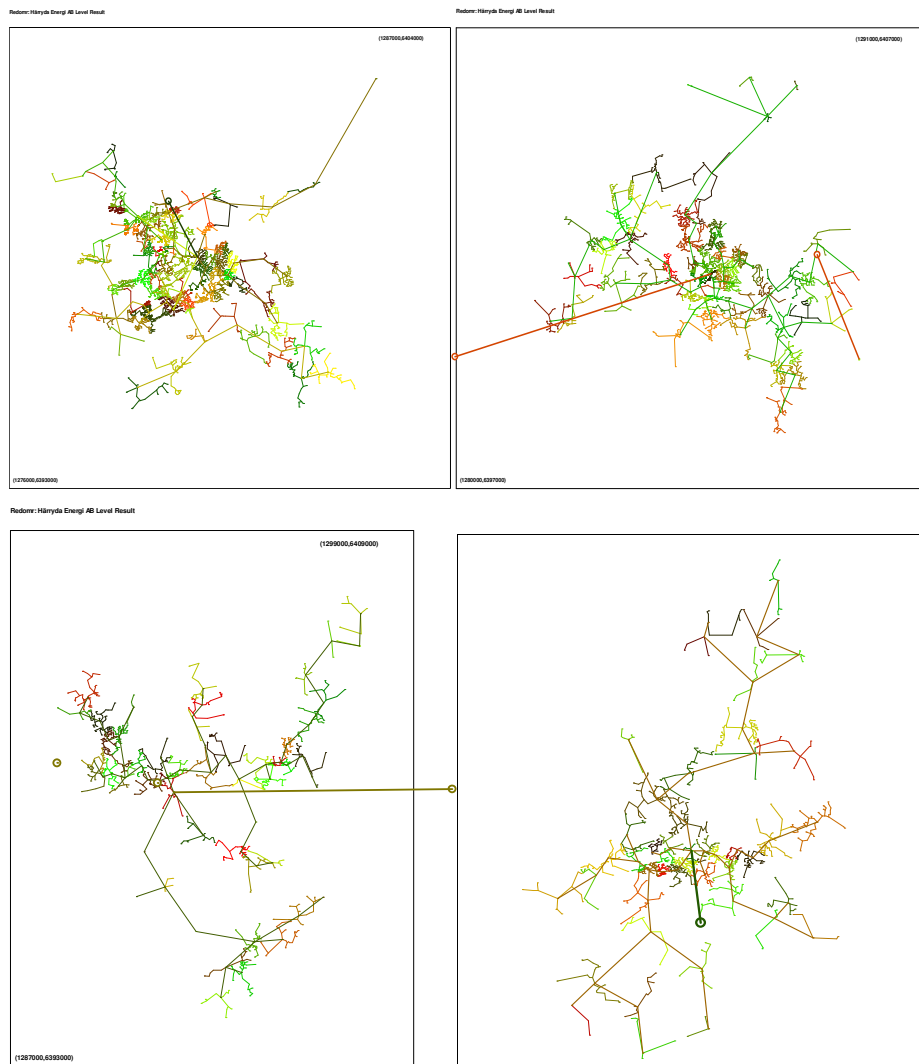 Redomr: Härryda Energi AB Level Result
(1287000,6404000)
(1276000,6393000)
Redomr: Härryda Energi AB Level Result
(1291000,6407000)
(1280000,6397000)
Redomr: Härryda Energi AB Level Result
(1299000,6409000)
(1287000,6393000)